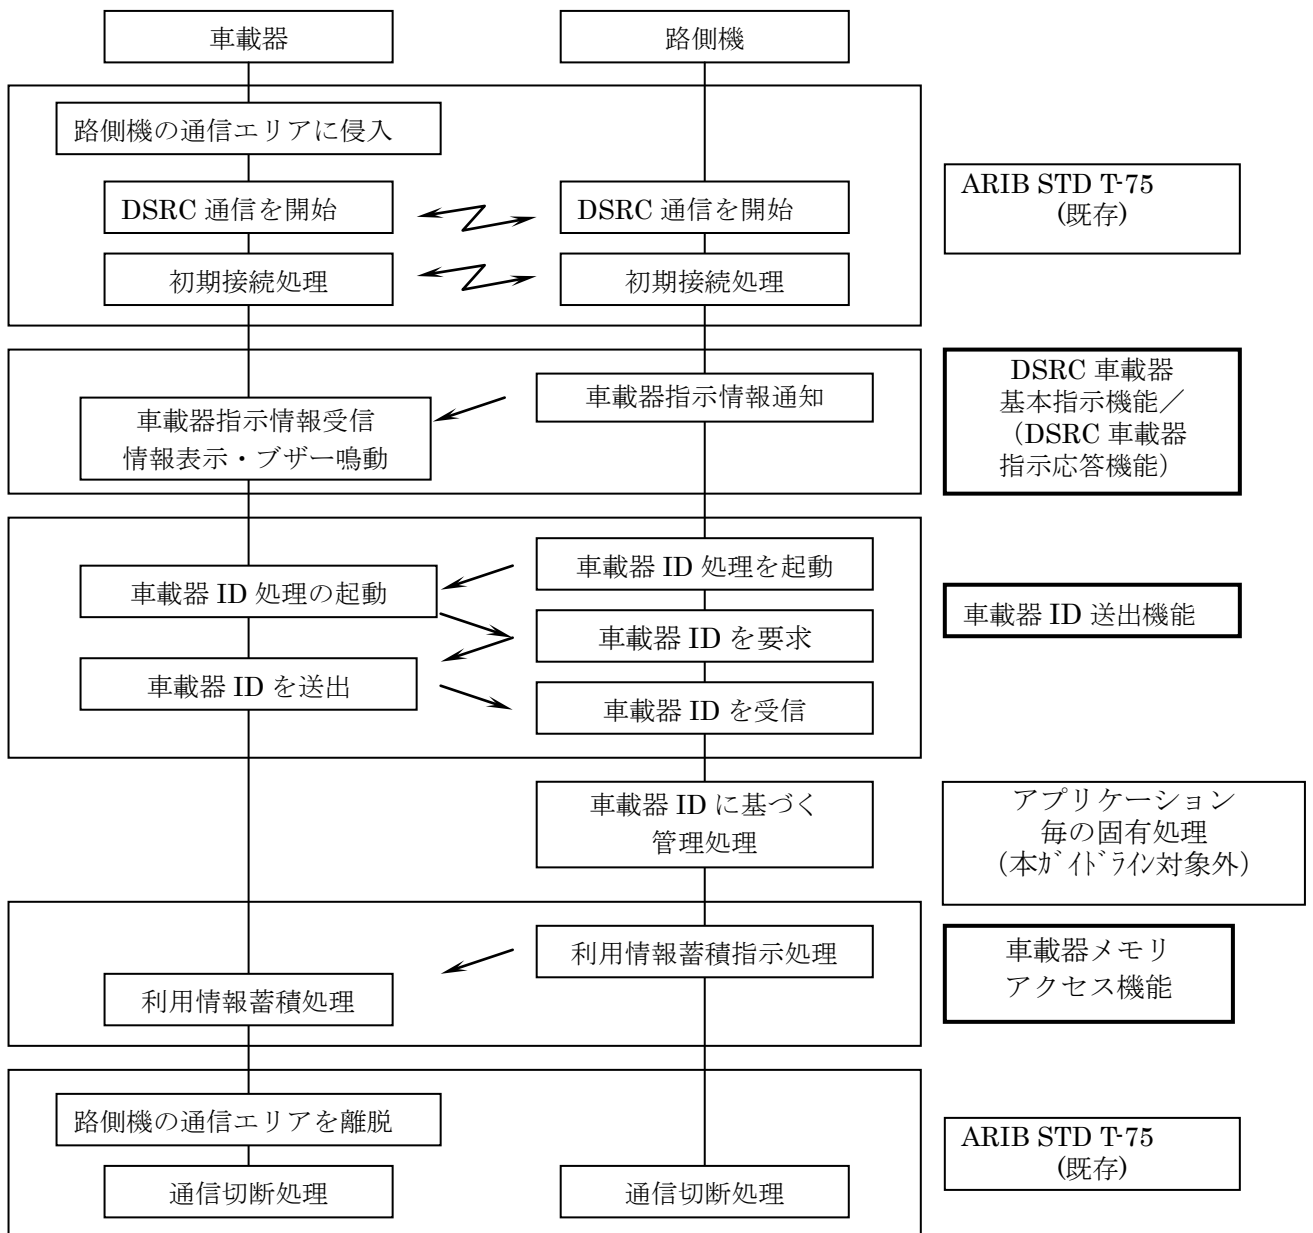 車載器
路側機
路側機の通信エリアに侵入
DSRC 通信を開始
DSRC 通信を開始
初期接続処理
初期接続処理
ARIB STD T-75
(既存)
車載器指示情報通知
車載器指示情報受信
情報表示・ブザー鳴動
DSRC 車載器
基本指示機能／
（DSRC 車載器
指示応答機能）
車載器 ID 処理を起動
車載器 ID 処理の起動
車載器 ID を要求
車載器 ID を送出
車載器 ID を受信
車載器 ID 送出機能
車載器 ID に基づく
管理処理
アプリケーション
毎の固有処理
（本ｶﾞｲﾄﾞﾗｲﾝ対象外）
利用情報蓄積指示処理
利用情報蓄積処理
車載器メモリ
アクセス機能
路側機の通信エリアを離脱
通信切断処理
通信切断処理
ARIB STD T-75
(既存)